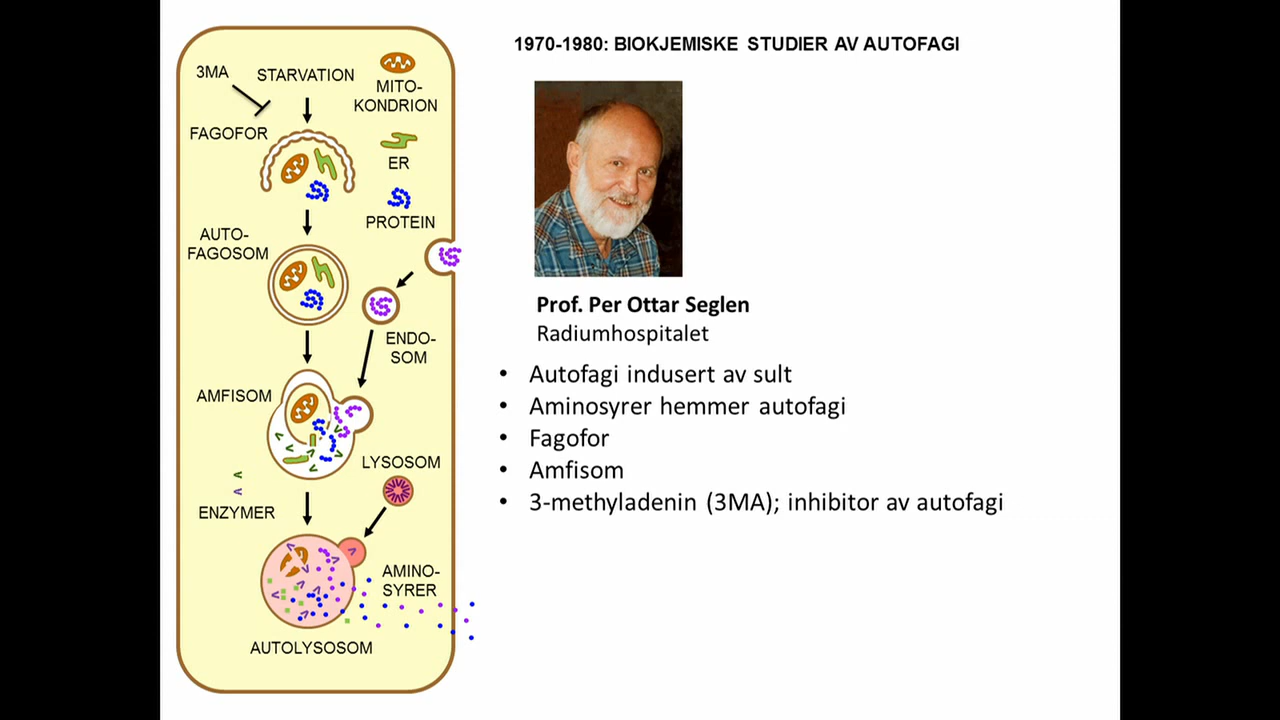 1970-1980: BIOKJEMISKE STUDIER AV AUTOFAGI
3MA
STARVATION
MITO-
KONDRION
FAGOFOR
ER
PROTEIN
AUTO-
FAGOSOM
ENDO-
SOM
AMFISOM
LYSOSOM
ENZYMER
AMINO-
SYRER
AUTOLYSOSOM
Prof. Per Ottar Seglen
Radiumhospitalet
• Autofagi indusert av sult
• Aminosyrer hemmer autofagi
• Fagofor
• Amfisom
• 3-methyladenin (3MA); inhibitor av autofagi